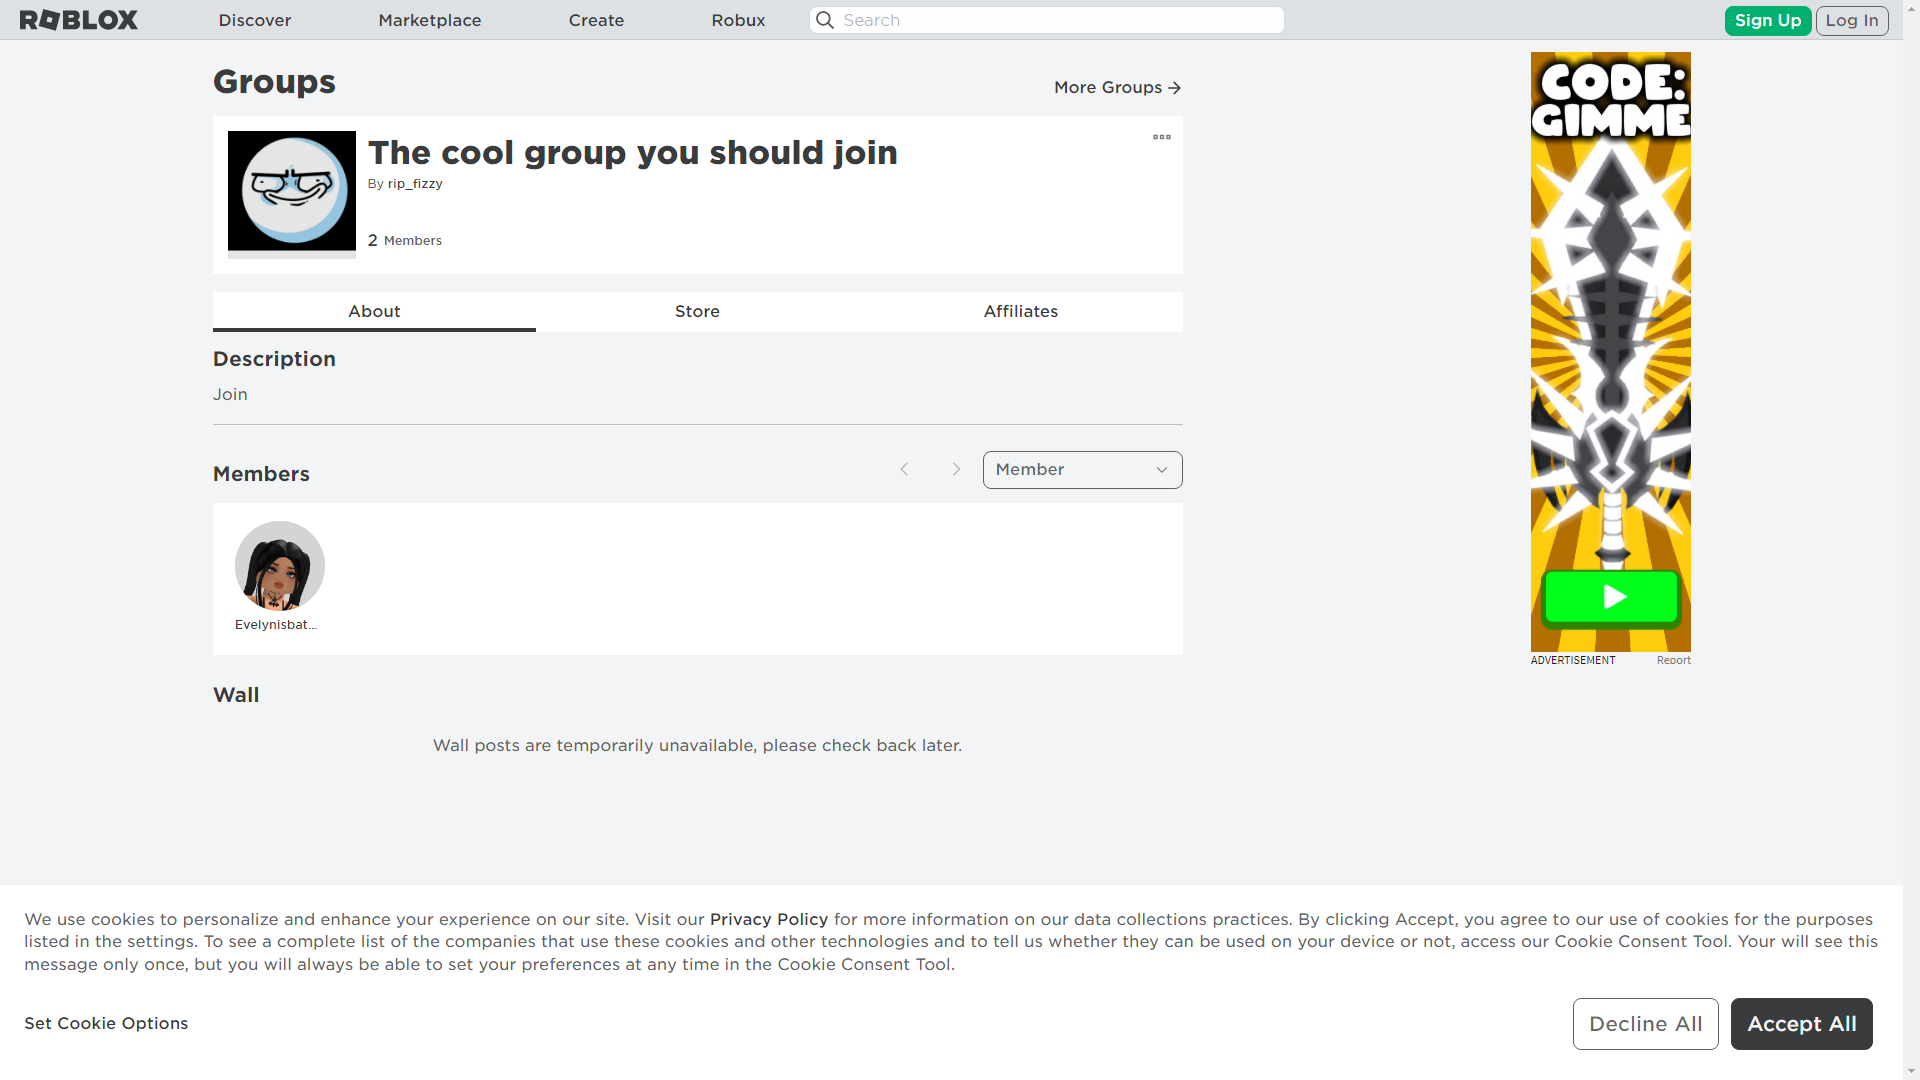 ROBLOX
Discover
Marketplace
Create
Robux
Search
Sign Up
Log In
Groups
More Groups
The cool group you should join
By rip_fizzy
2 Members
About
Store
Affiliates
Description
Join
Members
Member
Evelynisbat...
Wall
Wall posts are temporarily unavailable, please check back later.
CODE:
GIMME
ADVERTISEMENT
Report
We use cookies to personalize and enhance your experience on our site. Visit our Privacy Policy for more information on our data collections practices. By clicking Accept, you agree to our use of cookies for the purposes
listed in the settings. To see a complete list of the companies that use these cookies and other technologies and to tell us whether they can be used on your device or not, access our Cookie Consent Tool. Your will see this
message only once, but you will always be able to set your preferences at any time in the Cookie Consent Tool.
Set Cookie Options
Decline All
Accept All